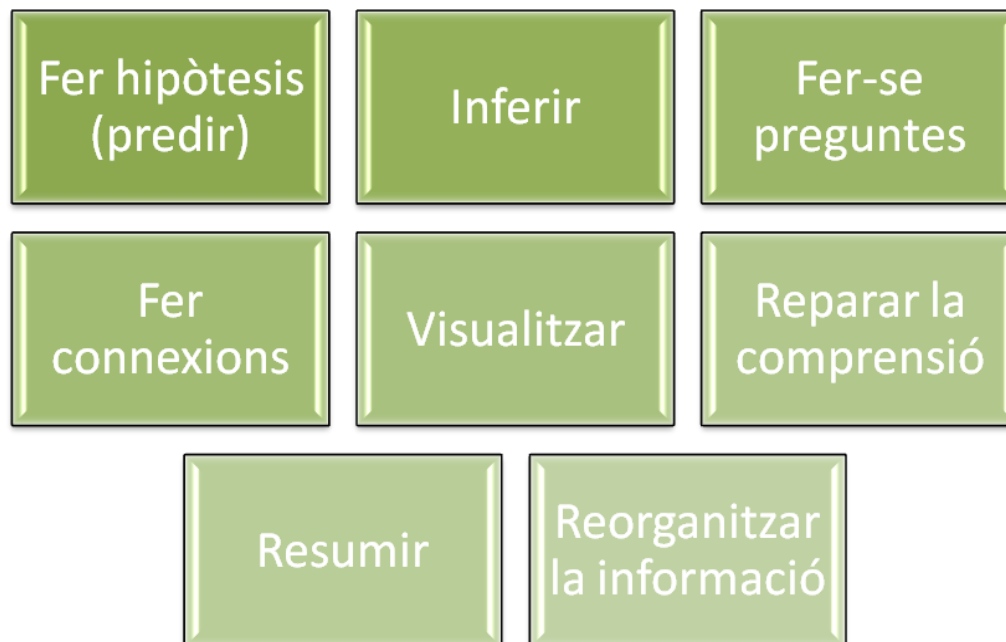 Fer hipòtesis
(predir)
Inferir
Fer-se
preguntes
Fer
connexions
Visualitzar
Reparar la
comprensió
Resumir
Reorganitzar
la informació